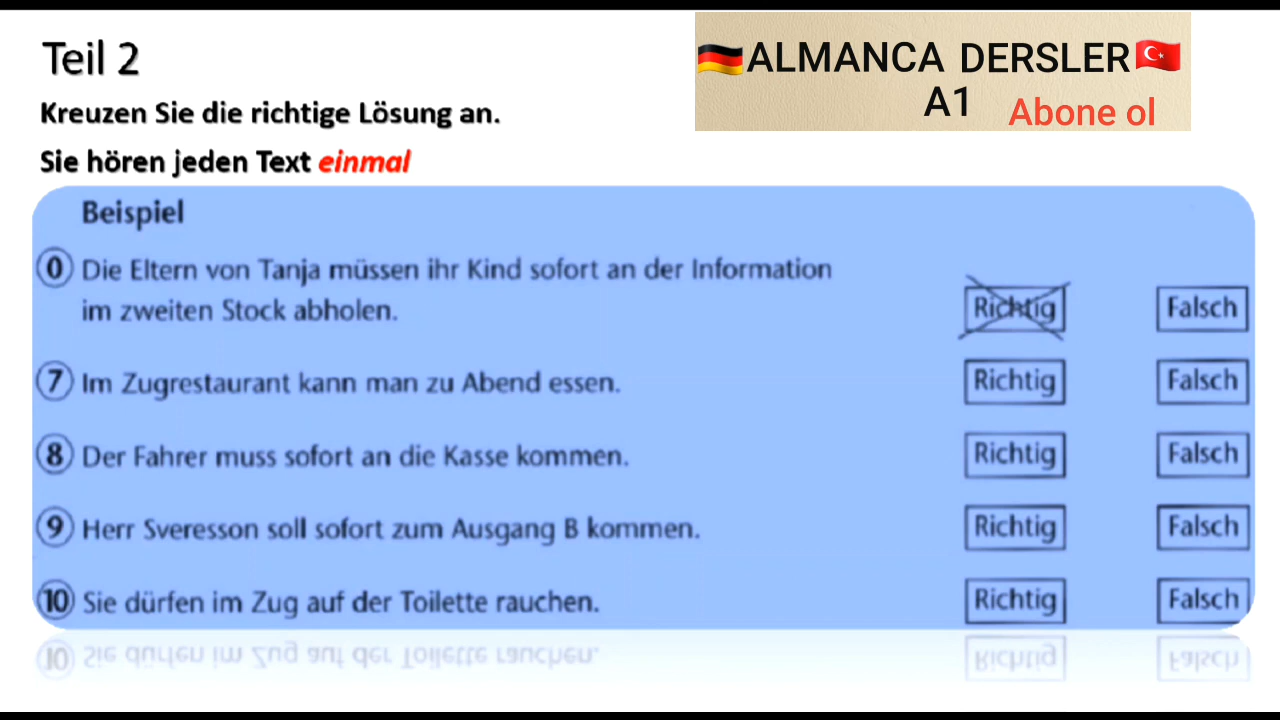 Teil 2
🇩🇪ALMANCA DERSLER🇹🇷
A1 Abone ol
Kreuzen Sie die richtige Lösung an.
Sie hören jeden Text einmal
Beispiel
0 Die Eltern von Tanja müssen ihr Kind sofort an der Information
im zweiten Stock abholen. Richtig Falsch
7 Im Zugrestaurant kann man zu Abend essen. Richtig Falsch
8 Der Fahrer muss sofort an die Kasse kommen. Richtig Falsch
9 Herr Sveresson soll sofort zum Ausgang B kommen. Richtig Falsch
10 Sie dürfen im Zug auf der Toilette rauchen. Richtig Falsch